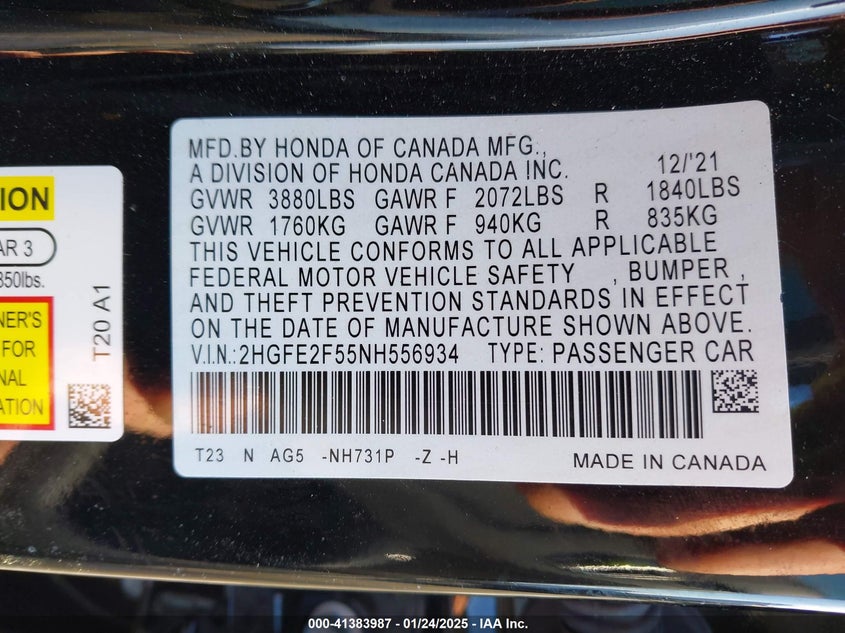 MFD.BY HONDA OF CANADA MFG.,
A DIVISION OF HONDA CANADA INC. 12/'21
GVWR 3880LBS GAWR F 2072LBS R 1840LBS
GVWR 1760KG GAWR F 940KG R 835KG
THIS VEHICLE CONFORMS TO ALL APPLICABLE
FEDERAL MOTOR VEHICLE SAFETY , BUMPER ,
AND THEFT PREVENTION STANDARDS IN EFFECT
ON THE DATE OF MANUFACTURE SHOWN ABOVE.
V.I.N.:2HGFE2F55NH556934 TYPE: PASSENGER CAR
T23 N AG5 -NH731P -Z -H MADE IN CANADA
ION
AR 3
850lbs.
NER'S
FOR
NAL
ATION
T20 A1
000-41383987 - 01/24/2025 - IAA Inc.